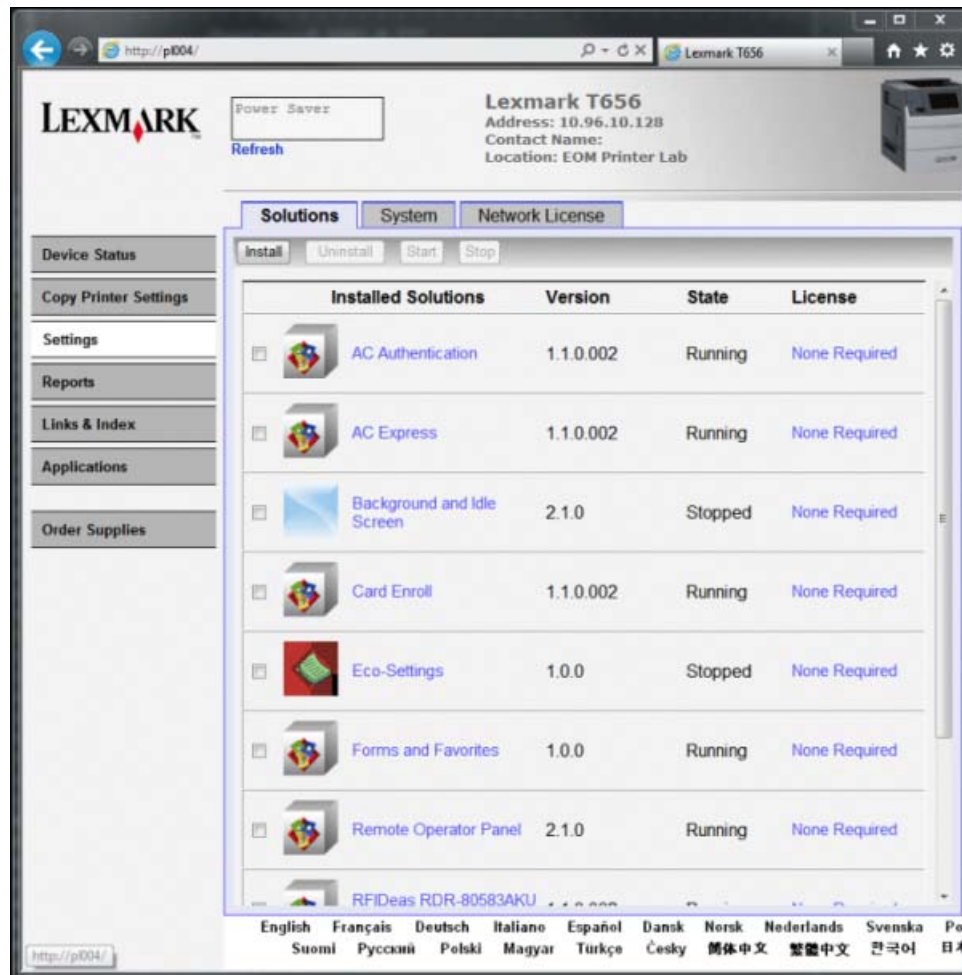 http://pl004/
Lexmark T656
LEXMARK
Power Saver
Refresh
Lexmark T656
Address: 10.96.10.128
Contact Name:
Location: EOM Printer Lab
Solutions System Network License
Install Uninstall Start Stop
Device Status
Copy Printer Settings
Settings
Reports
Links & Index
Applications
Order Supplies
Installed Solutions Version State License
AC Authentication 1.1.0.002 Running None Required
AC Express 1.1.0.002 Running None Required
Background and Idle
Screen 2.1.0 Stopped None Required
Card Enroll 1.1.0.002 Running None Required
Eco-Settings 1.0.0 Stopped None Required
Forms and Favorites 1.0.0 Running None Required
Remote Operator Panel 2.1.0 Running None Required
RFIDeas RDR-80583AKU
English Français Deutsch Italiano Español Dansk Norsk Nederlands Svenska Po
Suomi Русский Polski Magyar Türkçe Česky 简体中文 繁體中文 한국어 日
http://pl004/